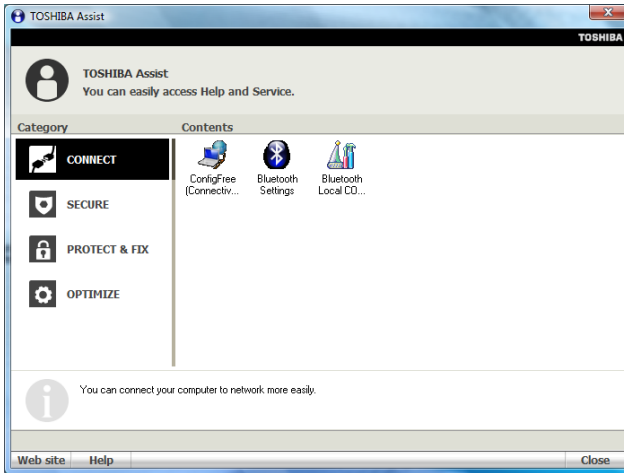 TOSHIBA Assist
TOSHIBA
TOSHIBA Assist
You can easily access Help and Service.
Category
Contents
CONNECT
SECURE
PROTECT & FIX
OPTIMIZE
ConfigFree
(Connectiv...
Bluetooth
Settings
Bluetooth
Local CO...
You can connect your computer to network more easily.
Web site
Help
Close